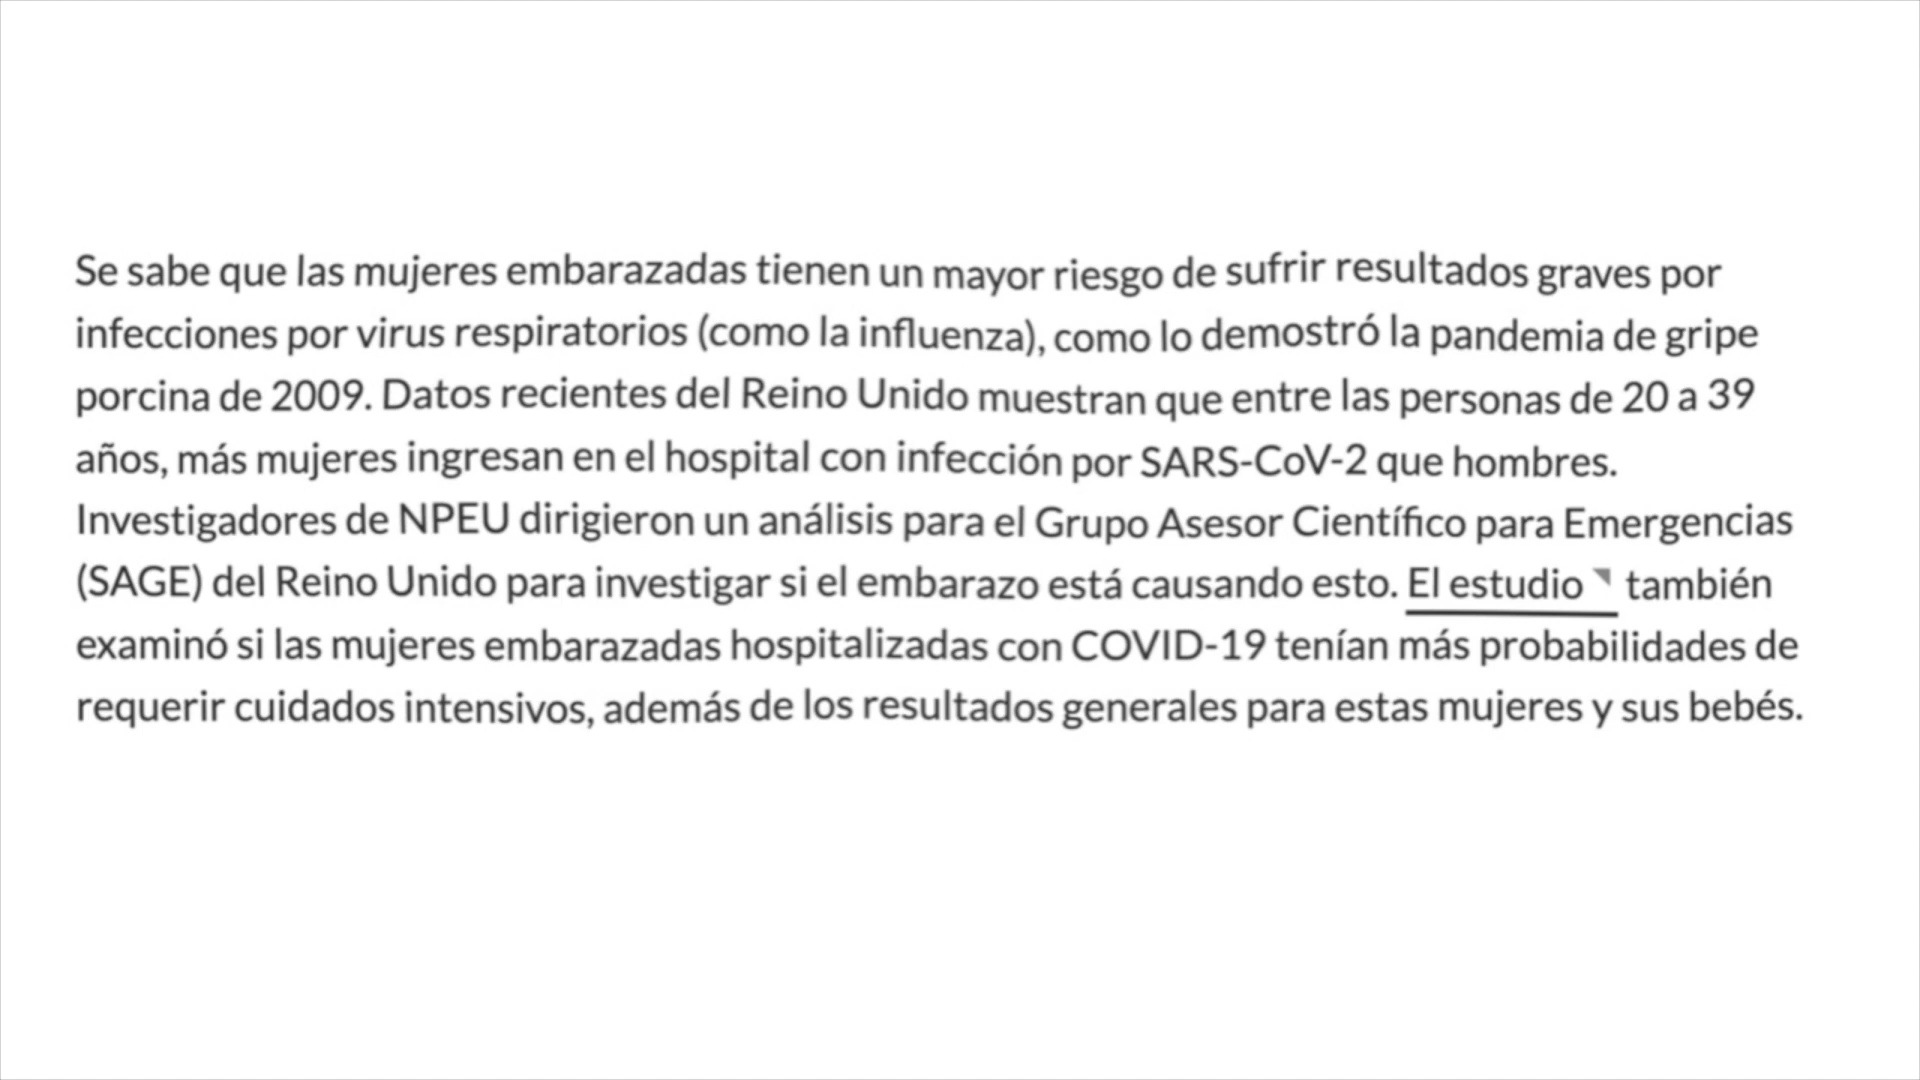 Se sabe que las mujeres embarazadas tienen un mayor riesgo de sufrir resultados graves por
infecciones por virus respiratorios (como la influenza), como lo demostró la pandemia de gripe
porcina de 2009. Datos recientes del Reino Unido muestran que entre las personas de 20 a 39
años, más mujeres ingresan en el hospital con infección por SARS-CoV-2 que hombres.
Investigadores de NPEU dirigieron un análisis para el Grupo Asesor Científico para Emergencias
(SAGE) del Reino Unido para investigar si el embarazo está causando esto. El estudio también
examinó si las mujeres embarazadas hospitalizadas con COVID-19 tenían más probabilidades de
requerir cuidados intensivos, además de los resultados generales para estas mujeres y sus bebés.